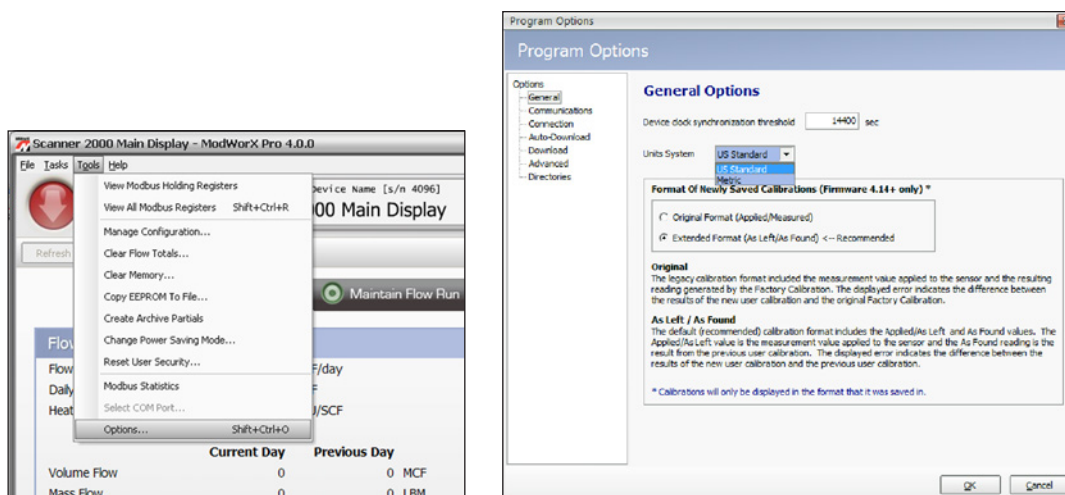 Scanner 2000 Main Display - ModWorX Pro 4.0.0
File Tasks Tools Help
View Modbus Holding Registers
View All Modbus Registers Shift+Ctrl+R
Manage Configuration...
Clear Flow Totals...
Clear Memory...
Copy EEPROM To File...
Create Archive Partials
Change Power Saving Mode...
Reset User Security...
Modbus Statistics
Select COM Port...
Options... Shift+Ctrl+O
Device Name [s/n 4096]
00 Main Display
Refresh
Maintain Flow Run
Flow
Flow F/day
Daily F
Heat J/SCF
Current Day Previous Day
Volume Flow 0 0 MCF
Mass Flow 0 0 LBM
Program Options
Program Options
Options
General
Communications
Connection
Auto-Download
Download
Advanced
Directories
General Options
Device clock synchronization threshold 14400 sec
Units System US Standard
US Standard
Metric
Format Of Newly Saved Calibrations (Firmware 4.14+ only) *
Original Format (Applied/Measured)
Extended Format (As Left/As Found) <-- Recommended
Original
The legacy calibration format included the measurement value applied to the sensor and the resulting
reading generated by the Factory Calibration. The displayed error indicates the difference between
the results of the new user calibration and the original Factory Calibration.
As Left / As Found
The default (recommended) calibration format includes the Applied/As Left and As Found values. The
Applied/As Left value is the measurement value applied to the sensor and the As Found reading is the
result from the previous user calibration. The displayed error indicates the difference between the
results of the new user calibration and the previous user calibration.
* Calibrations will only be displayed in the format that it was saved in.
OK Cancel